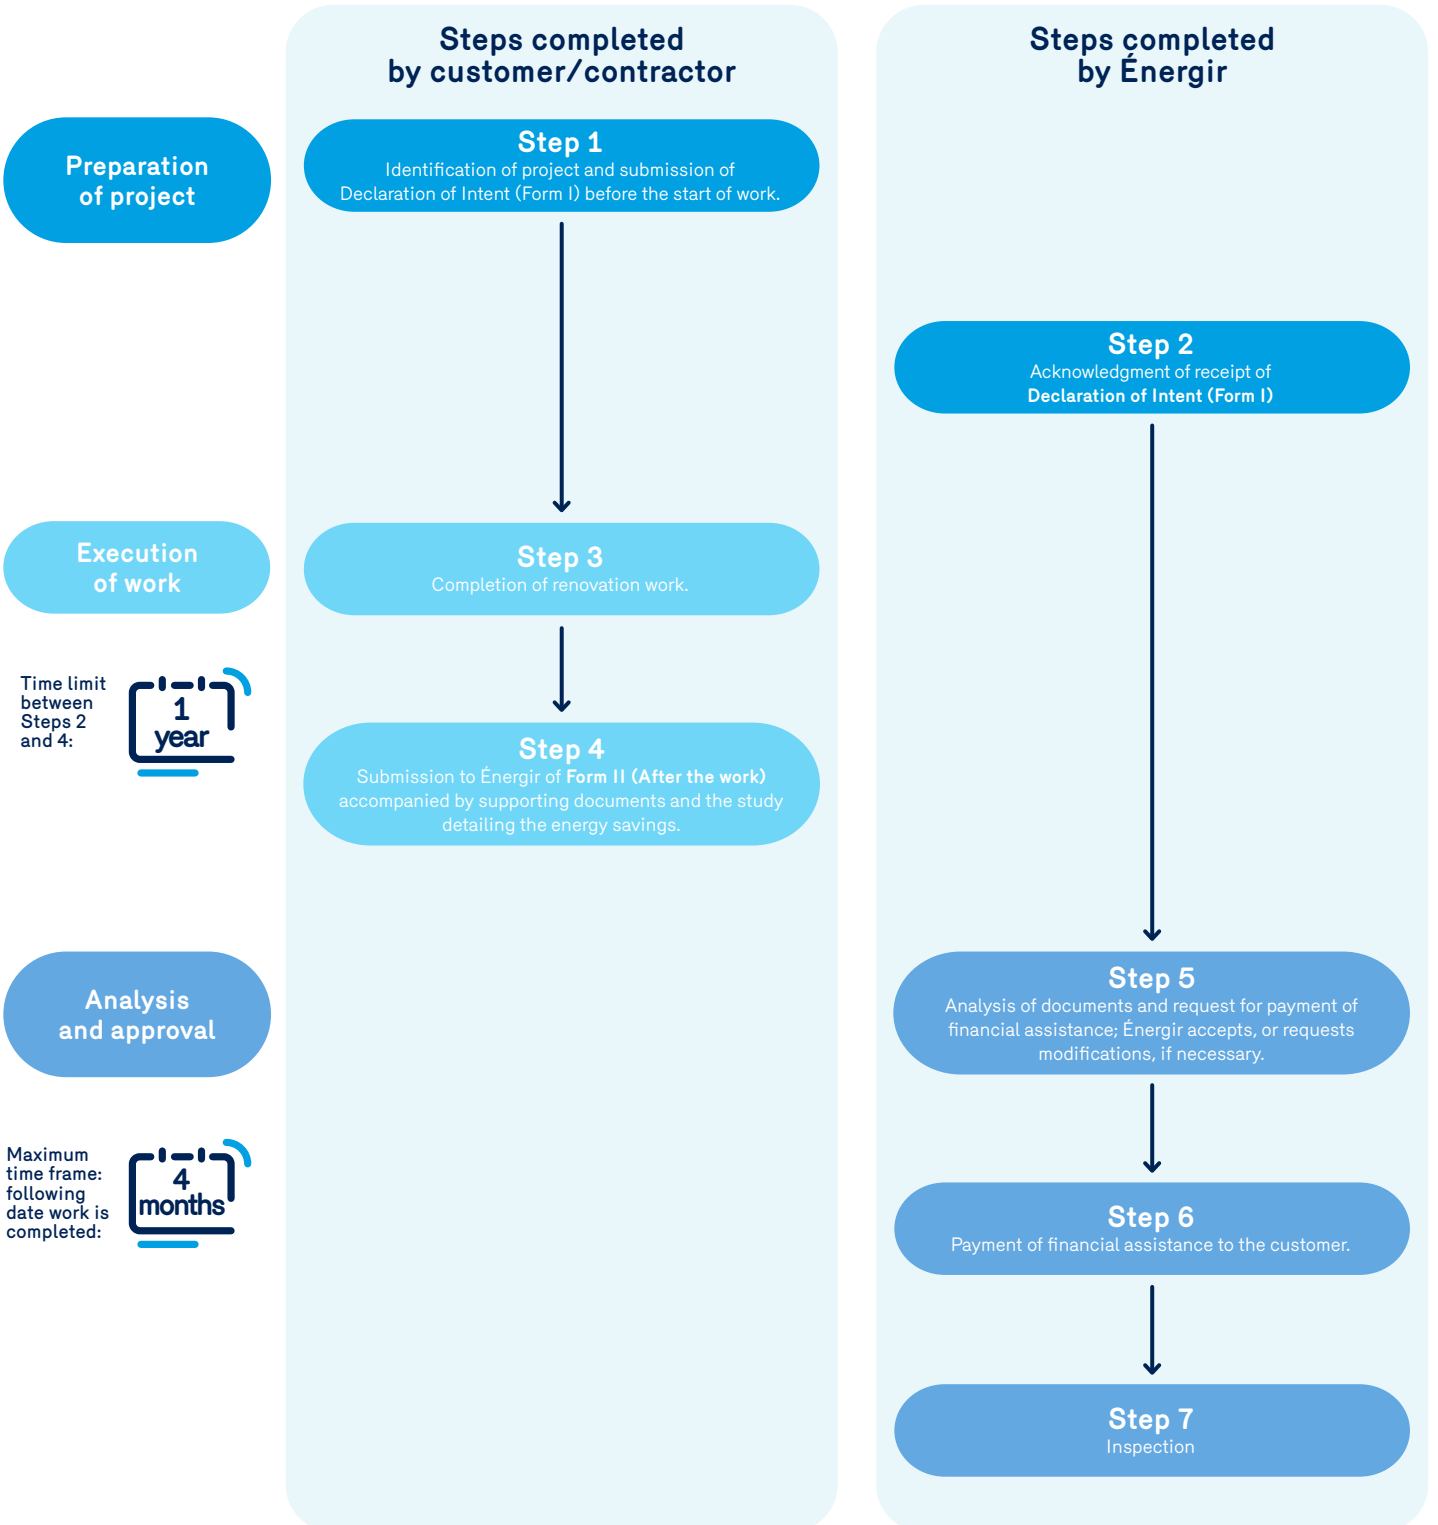 Steps completed
by customer/contractor
Steps completed
by Énergir
Preparation
of project
Step 1
Identification of project and submission of
Declaration of Intent (Form I) before the start of work.
Step 2
Acknowledgment of receipt of
Declaration of Intent (Form I)
Execution
of work
Step 3
Completion of renovation work.
Time limit
between
Steps 2
and 4:
1
year
Step 4
Submission to Énergir of Form II (After the work)
accompanied by supporting documents and the study
detailing the energy savings.
Analysis
and approval
Step 5
Analysis of documents and request for payment of
financial assistance; Énergir accepts, or requests
modifications, if necessary.
Maximum
time frame:
following
date work is
completed:
4
months
Step 6
Payment of financial assistance to the customer.
Step 7
Inspection